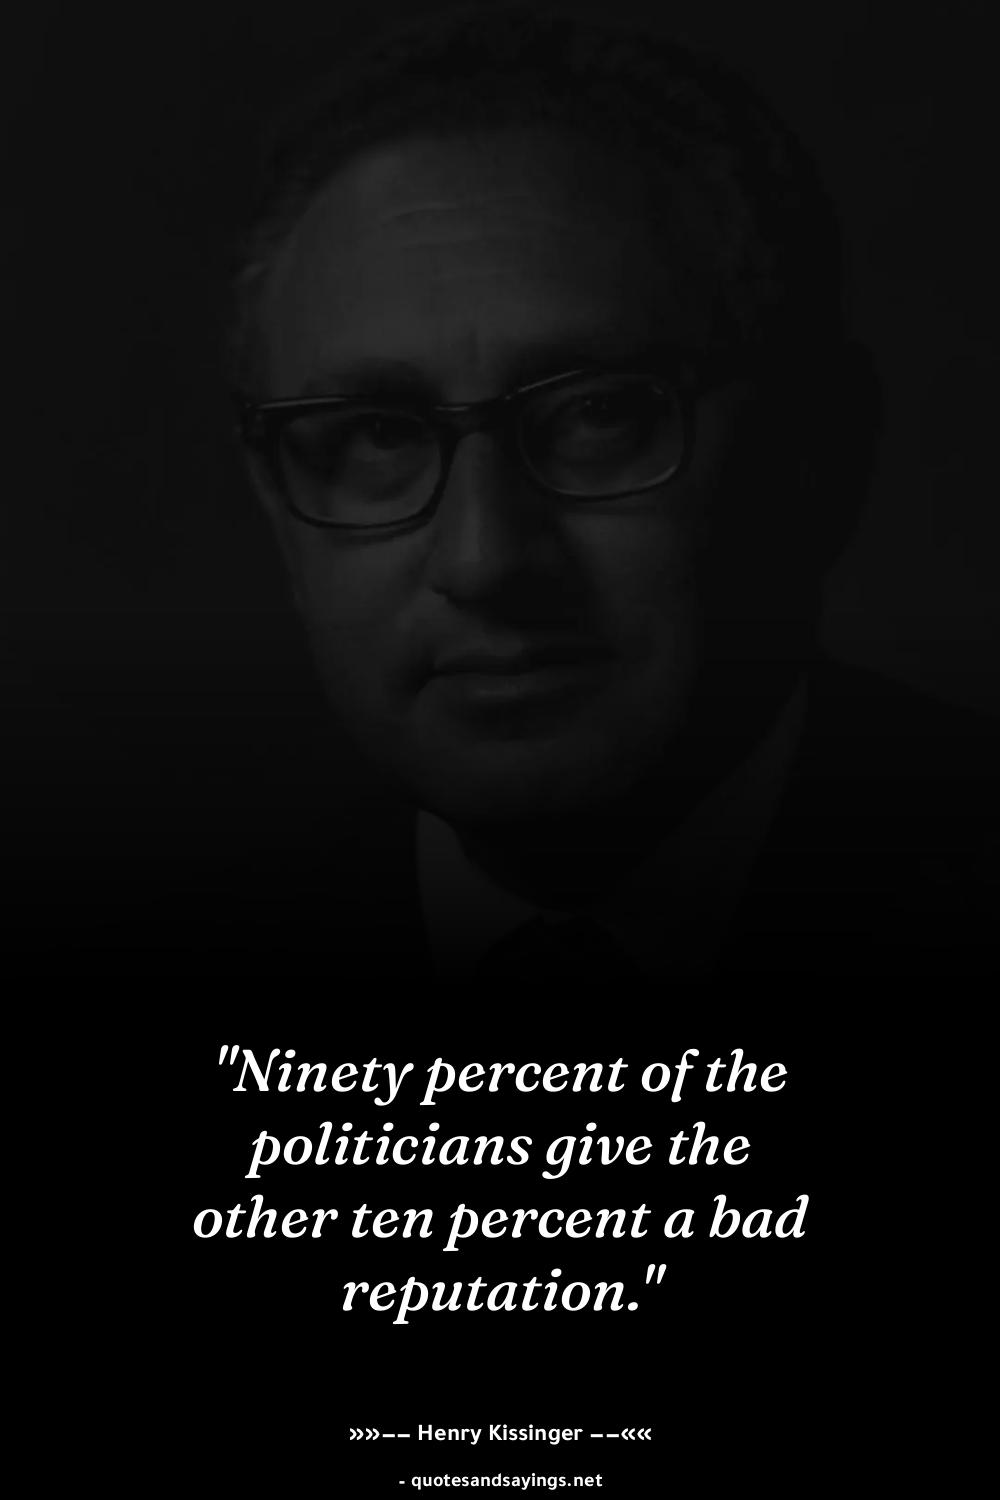 "Ninety percent of the
politicians give the
other ten percent a bad
reputation."
»»−− Henry Kissinger −−««
- quotesandsayings.net